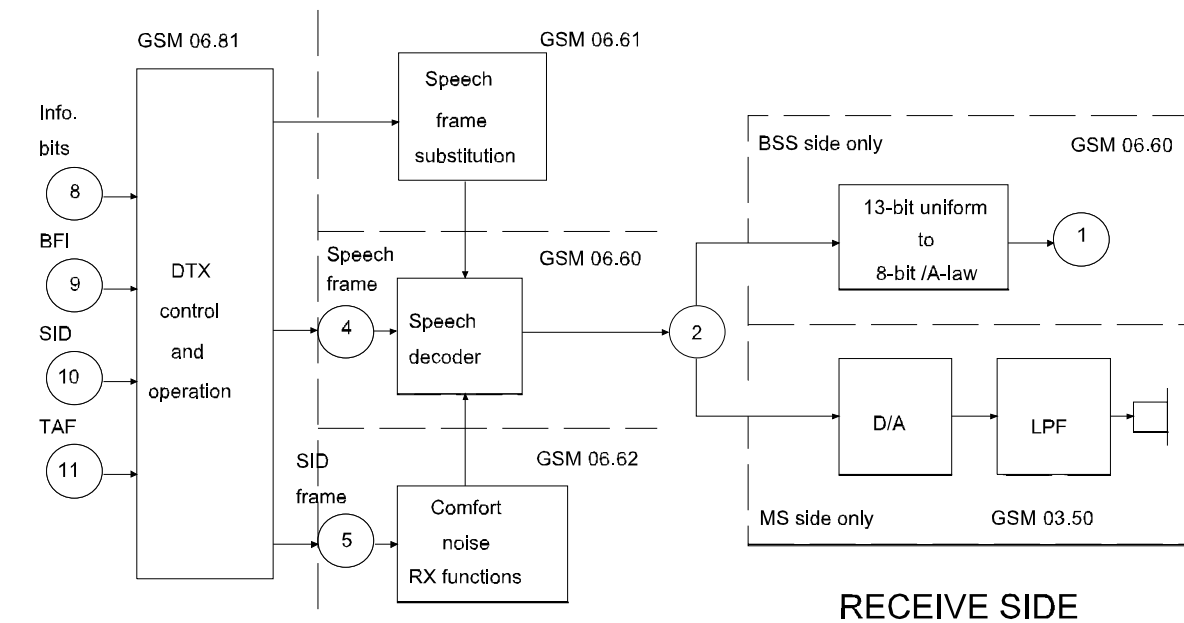 GSM 06.81
GSM 06.61
Speech
frame
substitution
Info.
bits
8
BFI
9
SID
10
TAF
11
DTX
control
and
operation
Speech
frame
4
GSM 06.60
Speech
decoder
2
SID
frame
5
GSM 06.62
Comfort
noise
RX functions
BSS side only
GSM 06.60
13-bit uniform
to
8-bit /A-law
1
D/A
LPF
MS side only
GSM 03.50
RECEIVE SIDE